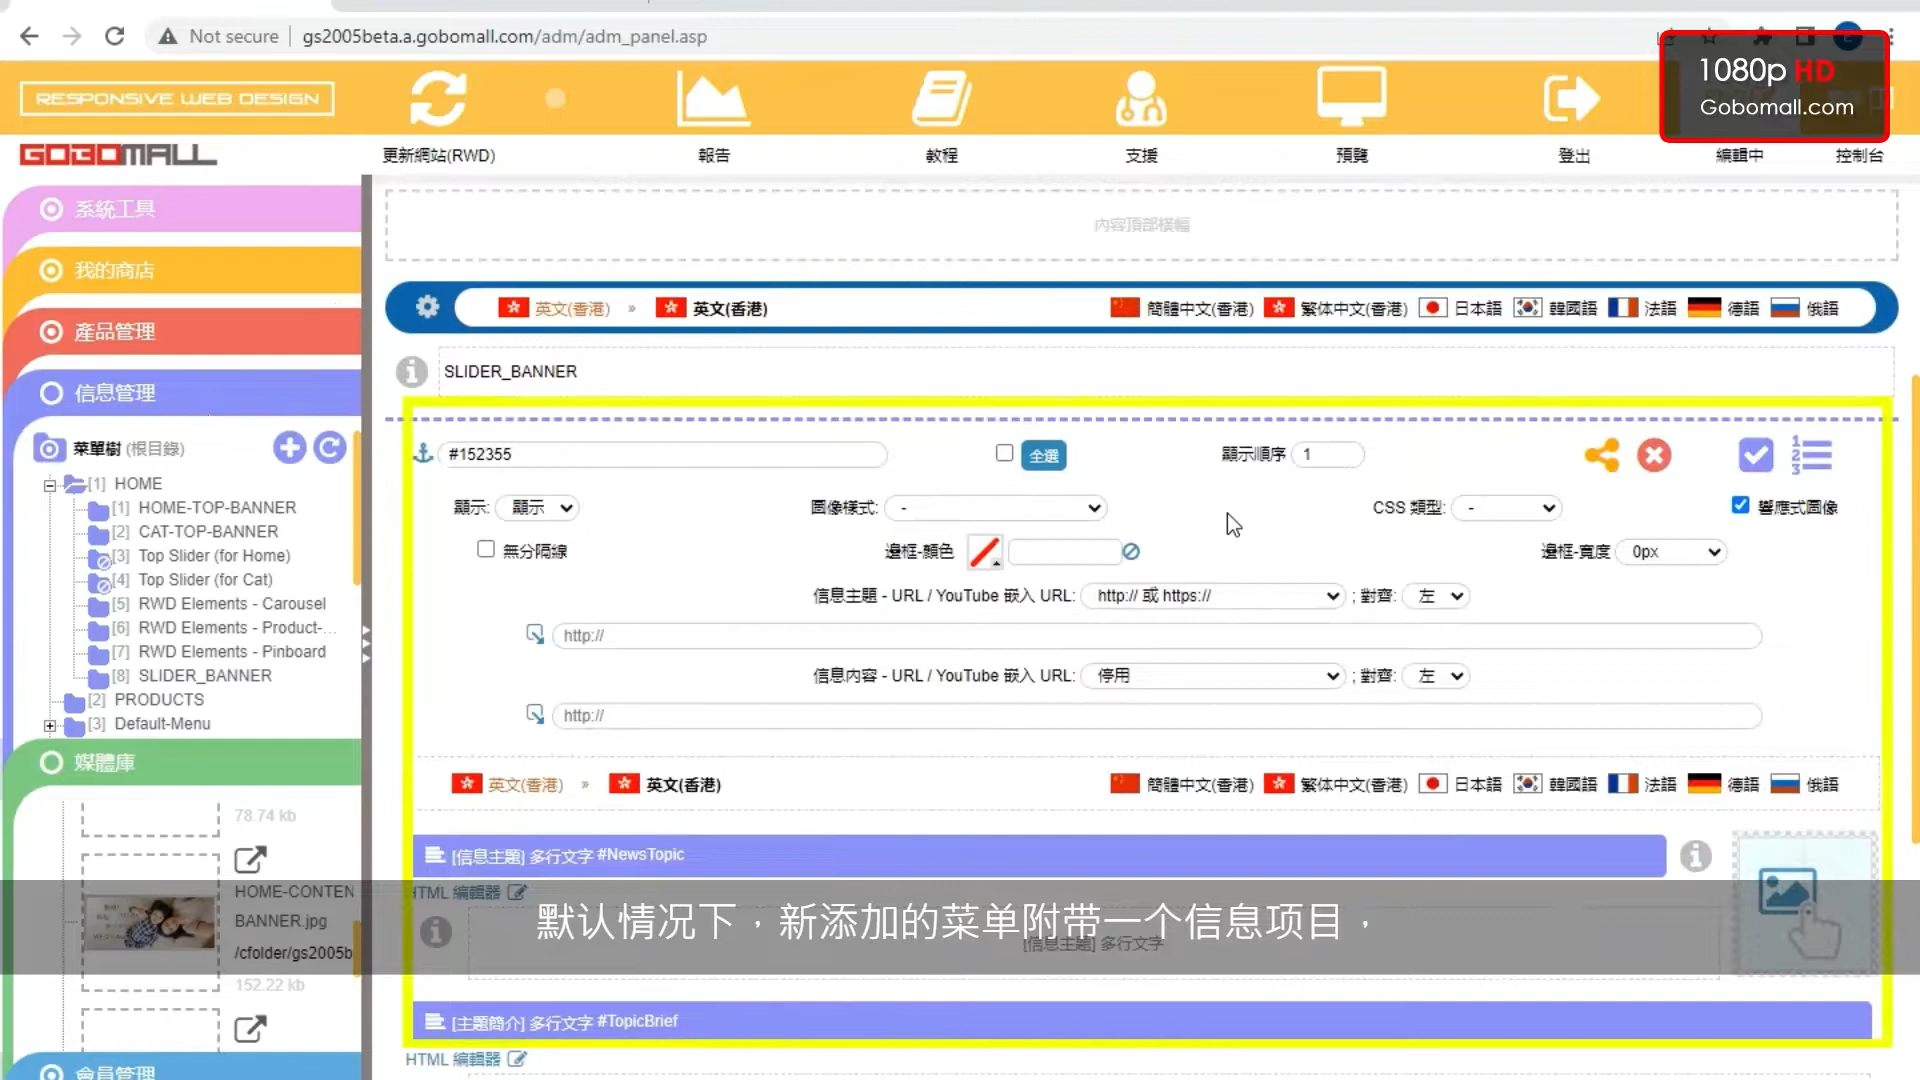 Not secure gs2005beta.a.gobomall.com/adm/adm_panel.asp
1080p HD
Gobomall.com
RESPONSIVE WEB DESIGN
GOBOMALL
更新網站(RWD) 報告 教程 支援 預覽 登出 編輯中 控制台
系統工具
我的商店
產品管理
信息管理
菜單樹 (根目錄)
[1] HOME
[1] HOME-TOP-BANNER
[2] CAT-TOP-BANNER
[3] Top Slider (for Home)
[4] Top Slider (for Cat)
[5] RWD Elements - Carousel
[6] RWD Elements - Product-...
[7] RWD Elements - Pinboard
[8] SLIDER_BANNER
[2] PRODUCTS
[3] Default-Menu
媒體庫
78.74 kb
HOME-CONTEN
BANNER.jpg
/cfolder/gs2005b
152.22 kb
會員管理
內容頂部橫幅
英文(香港) » 英文(香港) 簡體中文(香港) 繁体中文(香港) 日本語 韓國語 法語 德語 俄語
SLIDER_BANNER
#152355 全選 顯示順序 1
顯示: 顯示 圖像樣式: - CSS 類型: - 響應式圖像
無分隔線 邊框-顏色 邊框-寬度 0px
信息主題 - URL / YouTube 嵌入 URL: http:// 或 https:// ; 對齊: 左
http://
信息內容 - URL / YouTube 嵌入 URL: 停用 ; 對齊: 左
http://
英文(香港) » 英文(香港) 簡體中文(香港) 繁体中文(香港) 日本語 韓國語 法語 德語 俄語
[信息主題] 多行文字 #NewsTopic
HTML 編輯器
默认情况下，新添加的菜单附带一个信息项目，
[信息主題] 多行文字
[主題簡介] 多行文字 #TopicBrief
HTML 編輯器